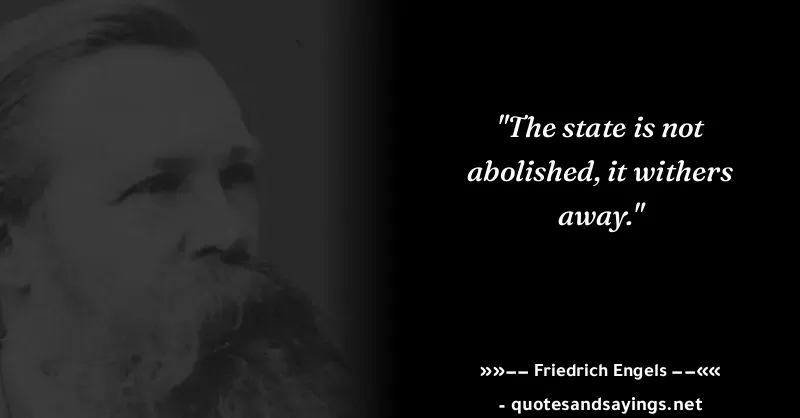 "The state is not
abolished, it withers
away."
»»−− Friedrich Engels −−««
- quotesandsayings.net